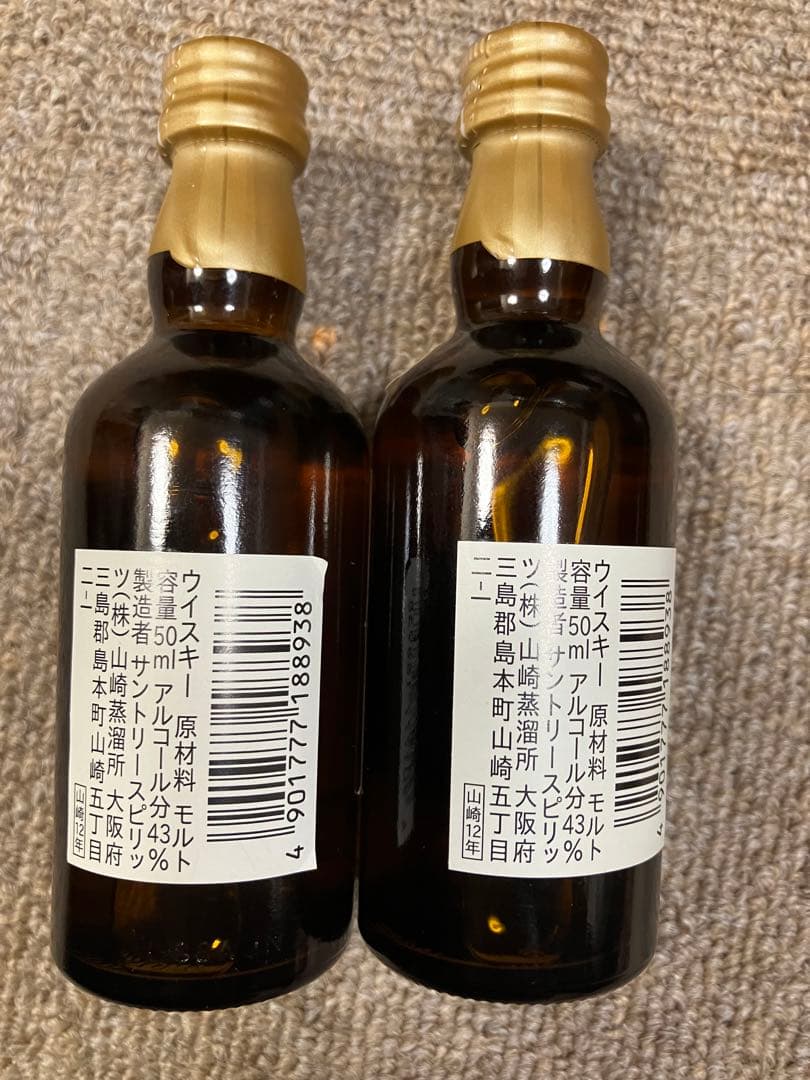 ウイスキー 原材料 モルト
容量50ml アルコール分43%
製造者 サントリースピリッ
ツ(株)山崎蒸溜所 大阪府
三島郡島本町山崎五丁目
二-一
山崎12年
4 901777 188938
ウイスキー 原材料 モルト
容量50ml アルコール分43%
製造者 サントリースピリッ
ツ(株)山崎蒸溜所 大阪府
三島郡島本町山崎五丁目
二-一
山崎12年
4 901777 188938